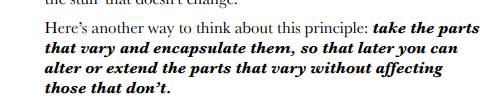 the stuff that doesn't change.
Here's another way to think about this principle: take the parts
that vary and encapsulate them, so that later you can
alter or extend the parts that vary without affecting
those that don't.